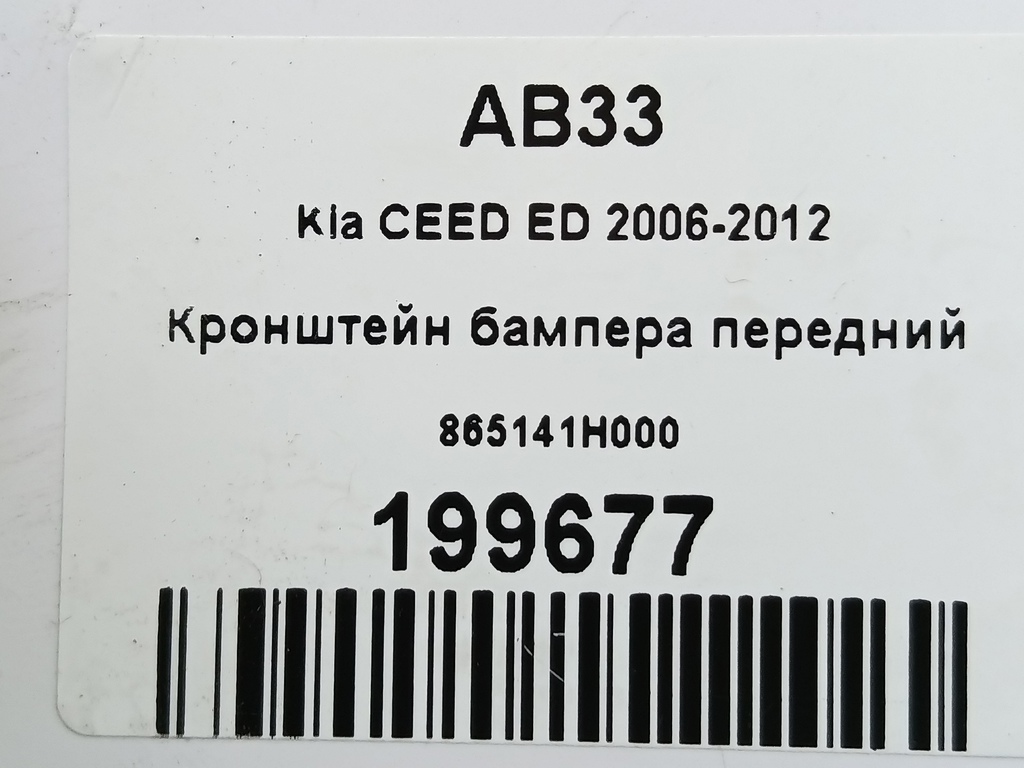 AB33
Kia CEED ED 2006-2012
Кронштейн бампера передний
865141H000
199677